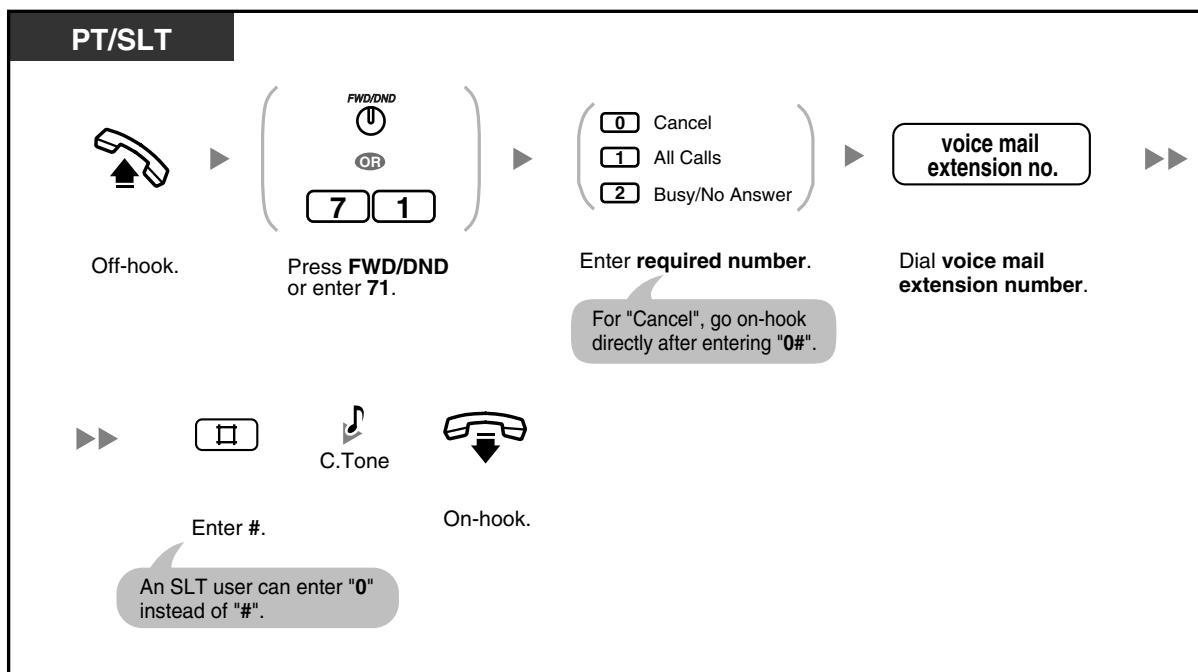 PT/SLT
Off-hook.
FWD/DND
OR
7 1
Press FWD/DND
or enter 71.
0 Cancel
1 All Calls
2 Busy/No Answer
Enter required number.
For "Cancel", go on-hook
directly after entering "0#".
voice mail
extension no.
Dial voice mail
extension number.
#
Enter #.
An SLT user can enter "0"
instead of "#".
C.Tone
On-hook.